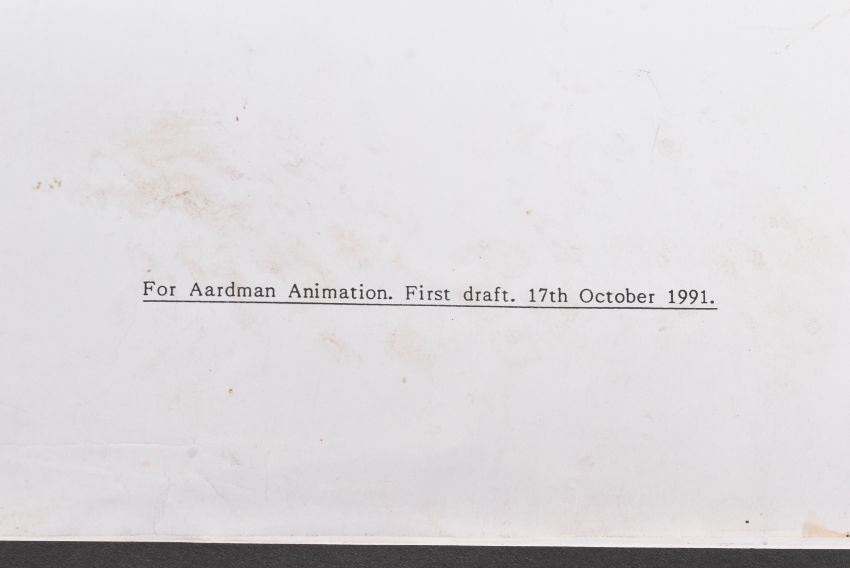 For Aardman Animation. First draft. 17th October 1991.